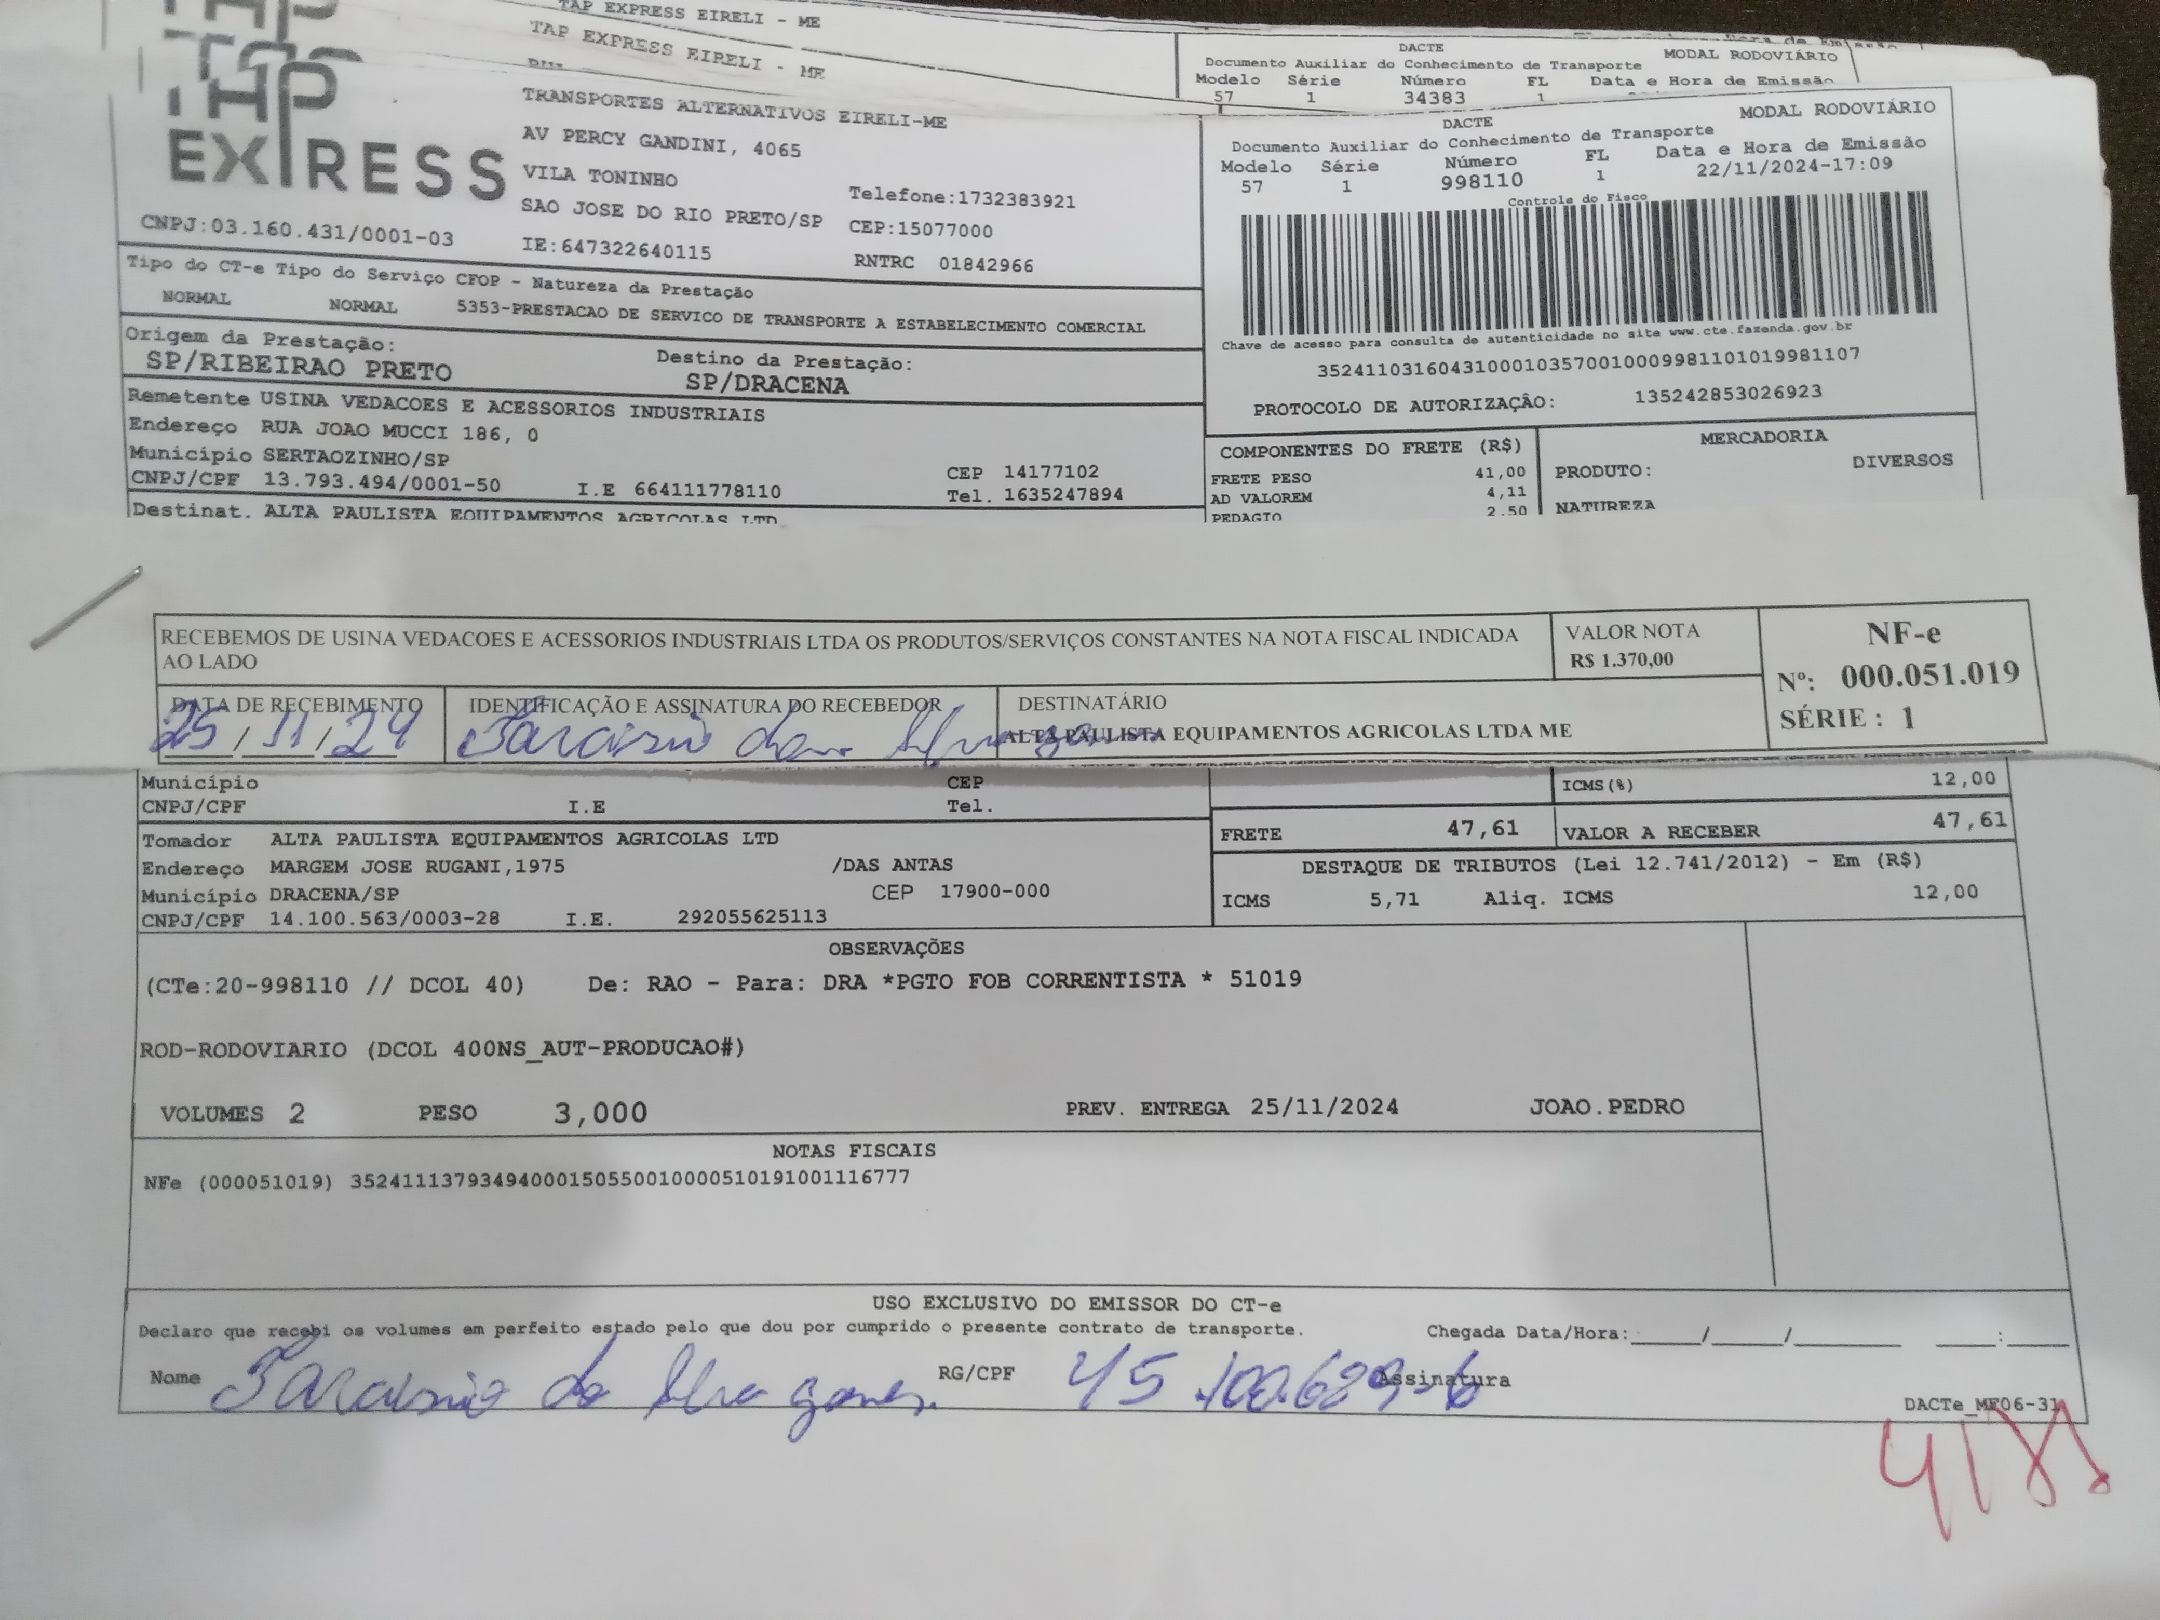 TAP EXPRESS EIRELI - ME
TAP EXPRESS EIRELI - ME
DACTE
MODAL RODOVIÁRIO
Documento Auxiliar do Conhecimento de Transporte
Modelo Série Número FL Data e Hora de Emissão
57 1 34383 1
TAP
EXPRESS
TRANSPORTES ALTERNATIVOS EIRELI-ME
AV PERCY GANDINI, 4065
VILA TONINHO
Telefone:1732383921
SAO JOSE DO RIO PRETO/SP CEP:15077000
CNPJ:03.160.431/0001-03 IE:647322640115 RNTRC 01842966
DACTE
MODAL RODOVIÁRIO
Documento Auxiliar do Conhecimento de Transporte
Modelo Série Número FL Data e Hora de Emissão
57 1 998110 1 22/11/2024-17:09
Controle do Fisco
Chave de acesso para consulta de autenticidade no site www.cte.fazenda.gov.br
35241103160431000103570010009981101019981107
PROTOCOLO DE AUTORIZAÇÃO: 135242853026923
Tipo do CT-e Tipo do Serviço CFOP - Natureza da Prestação
NORMAL NORMAL 5353-PRESTACAO DE SERVICO DE TRANSPORTE A ESTABELECIMENTO COMERCIAL
Origem da Prestação: Destino da Prestação:
SP/RIBEIRAO PRETO SP/DRACENA
Remetente USINA VEDACOES E ACESSORIOS INDUSTRIAIS
Endereço RUA JOAO MUCCI 186, 0
Município SERTAOZINHO/SP CEP 14177102
CNPJ/CPF 13.793.494/0001-50 I.E 664111778110 Tel. 1635247894
Destinat. ALTA PAULISTA EQUIPAMENTOS AGRICOLAS LTD
COMPONENTES DO FRETE (R$) MERCADORIA
FRETE PESO 41,00 PRODUTO: DIVERSOS
AD VALOREM 4,11
PEDAGIO 2,50 NATUREZA
RECEBEMOS DE USINA VEDACOES E ACESSORIOS INDUSTRIAIS LTDA OS PRODUTOS/SERVIÇOS CONSTANTES NA NOTA FISCAL INDICADA
AO LADO
VALOR NOTA
R$ 1.370,00
NF-e
Nº: 000.051.019
SÉRIE : 1
DATA DE RECEBIMENTO IDENTIFICAÇÃO E ASSINATURA DO RECEBEDOR DESTINATÁRIO
25/11/24 ALTA PAULISTA EQUIPAMENTOS AGRICOLAS LTDA ME
Município CEP ICMS(%) 12,00
CNPJ/CPF I.E Tel.
FRETE 47,61 VALOR A RECEBER 47,61
Tomador ALTA PAULISTA EQUIPAMENTOS AGRICOLAS LTD
Endereço MARGEM JOSE RUGANI,1975 /DAS ANTAS
Município DRACENA/SP CEP 17900-000
CNPJ/CPF 14.100.563/0003-28 I.E. 292055625113
DESTAQUE DE TRIBUTOS (Lei 12.741/2012) - Em (R$)
ICMS 5,71 Aliq. ICMS 12,00
OBSERVAÇÕES
(CTe:20-998110 // DCOL 40) De: RAO - Para: DRA *PGTO FOB CORRENTISTA * 51019
ROD-RODOVIARIO (DCOL 400NS_AUT-PRODUCAO#)
VOLUMES 2 PESO 3,000 PREV. ENTREGA 25/11/2024 JOAO.PEDRO
NOTAS FISCAIS
NFe (000051019) 35241113793494000150550010000510191001116777
USO EXCLUSIVO DO EMISSOR DO CT-e
Declaro que recebi os volumes em perfeito estado pelo que dou por cumprido o presente contrato de transporte. Chegada Data/Hora: / / :
Nome RG/CPF 45.100.689-6 Assinatura
DACTe_MF06-31